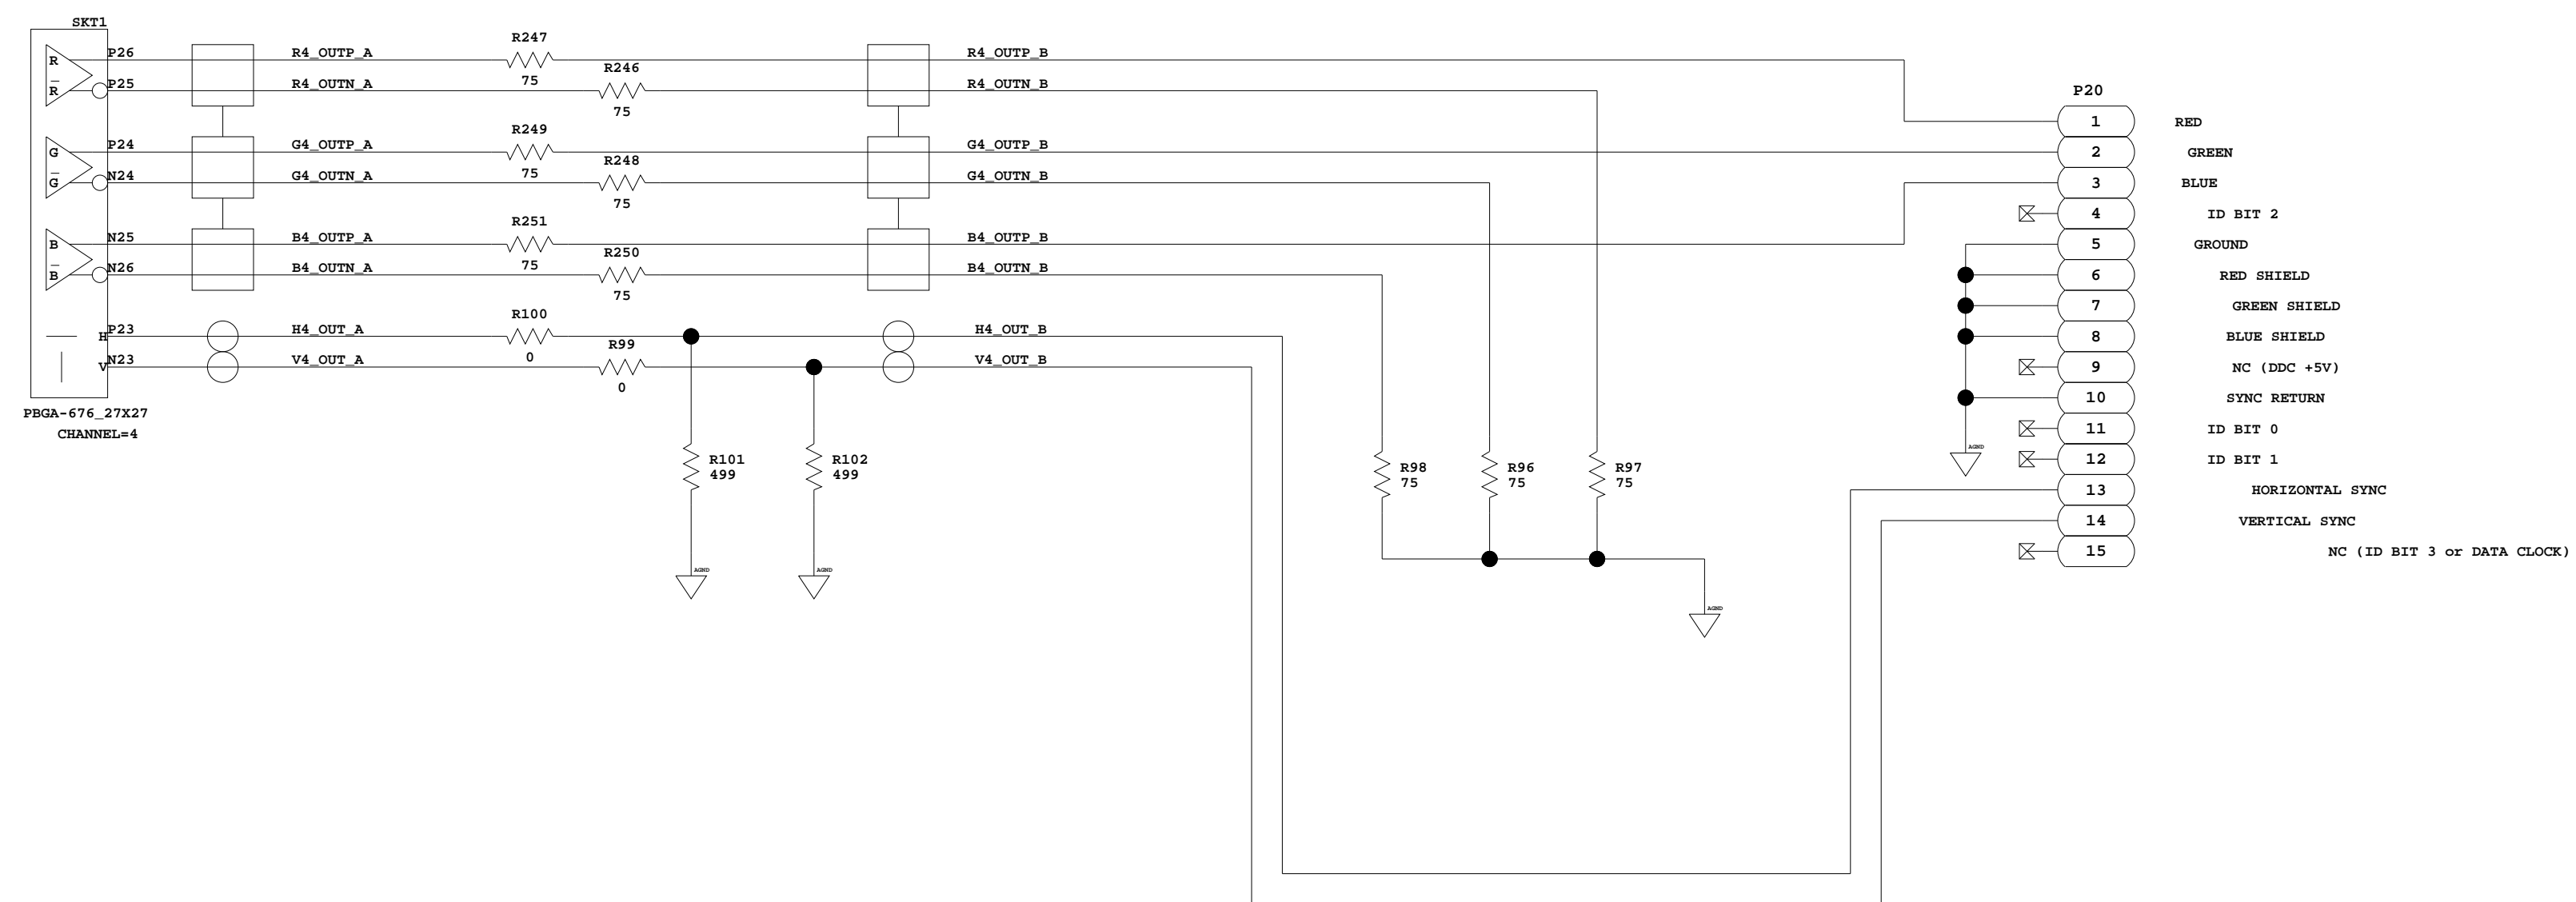 SKT1
R247
P26 R4_OUTP_A R4_OUTP_B
R
R246
P25 R4_OUTN_A 75 R4_OUTN_B
R
P20
75
1 RED
R249
P24 G4_OUTP_A G4_OUTP_B
G 2 GREEN
R248
P25 G4_OUTN_A 75 G4_OUTN_B
G 3 BLUE
75
4 ID BIT 2
R251
N25 B4_OUTP_A B4_OUTP_B
B 5 GROUND
R250
N26 B4_OUTN_A 75 B4_OUTN_B
B 6 RED SHIELD
75
7 GREEN SHIELD
R100
P23 H4_OUT_A H4_OUT_B
H 8 BLUE SHIELD
R99
0
N23 V4_OUT_A V4_OUT_B
V 9 NC (DDC +5V)
0
10 SYNC RETURN
PBGA-676_27X27
CHANNEL=4
11 ID BIT 0
AGND
R101 R102 12 ID BIT 1
499 499
R98 R96 R97
75 75 75
13 HORIZONTAL SYNC
14 VERTICAL SYNC
15 NC (ID BIT 3 or DATA CLOCK)
AGND AGND
AGND